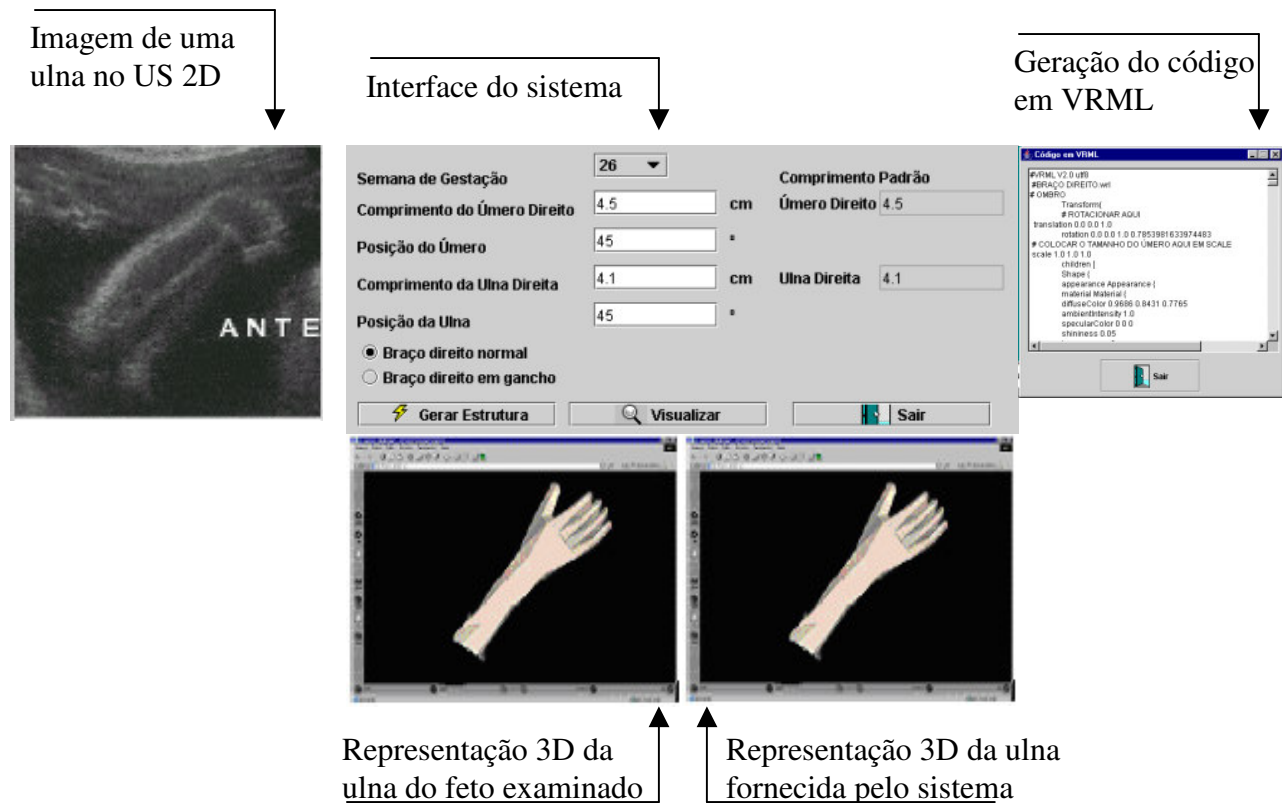 Imagem de uma
ulna no US 2D
Interface do sistema
Geração do código
em VRML
ANTE
Semana de Gestação 26
Comprimento Padrão
Comprimento do Úmero Direito 4.5 cm Úmero Direito 4.5
Posição do Úmero 45 º
Comprimento da Ulna Direita 4.1 cm Ulna Direita 4.1
Posição da Ulna 45 º
Braço direito normal
Braço direito em gancho
Gerar Estrutura Visualizar Sair
Código em VRML
#VRML V2.0 utf8
#BRAÇO DIREITO.wrl
# OMBRO
Transform{
# ROTACIONAR AQUI
translation 0.0 0.0 1.0
rotation 0.0 0.0 1.0 0.7853981633974483
# COLOCAR O TAMANHO DO ÚMERO AQUI EM SCALE
scale 1.0 1.0 1.0
children [
Shape {
appearance Appearance {
material Material {
diffuseColor 0.9686 0.8431 0.7765
ambientIntensity 1.0
specularColor 0 0 0
shininess 0.05
Sair
Representação 3D da
ulna do feto examinado
Representação 3D da ulna
fornecida pelo sistema